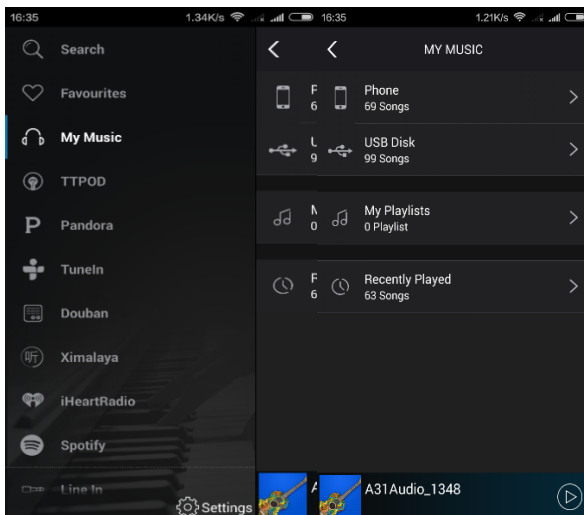 16:35
1.34K/s
Search
Favourites
My Music
TTPOD
Pandora
TuneIn
Douban
听 Ximalaya
iHeartRadio
Spotify
Line In
Settings
16:35
1.21K/s
MY MUSIC
Phone
69 Songs
USB Disk
99 Songs
My Playlists
0 Playlist
Recently Played
63 Songs
A31Audio_1348